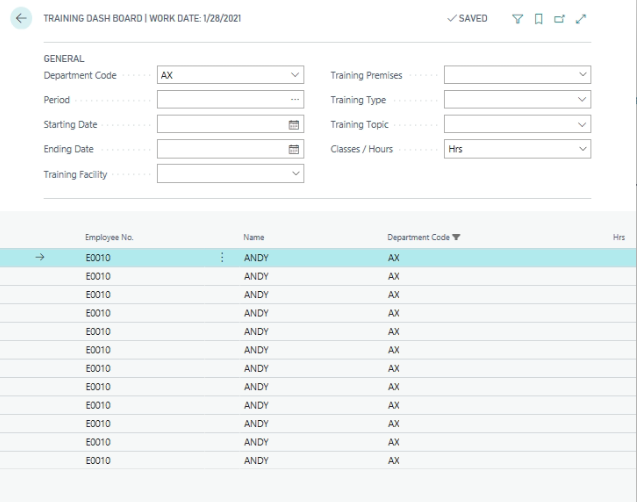 TRAINING DASH BOARD | WORK DATE: 1/28/2021 SAVED
GENERAL
Department Code AX Training Premises
Period ... Training Type
Starting Date Training Topic
Ending Date Classes / Hours Hrs
Training Facility
Employee No. Name Department Code Hrs
E0010 ANDY AX
E0010 ANDY AX
E0010 ANDY AX
E0010 ANDY AX
E0010 ANDY AX
E0010 ANDY AX
E0010 ANDY AX
E0010 ANDY AX
E0010 ANDY AX
E0010 ANDY AX
E0010 ANDY AX
E0010 ANDY AX